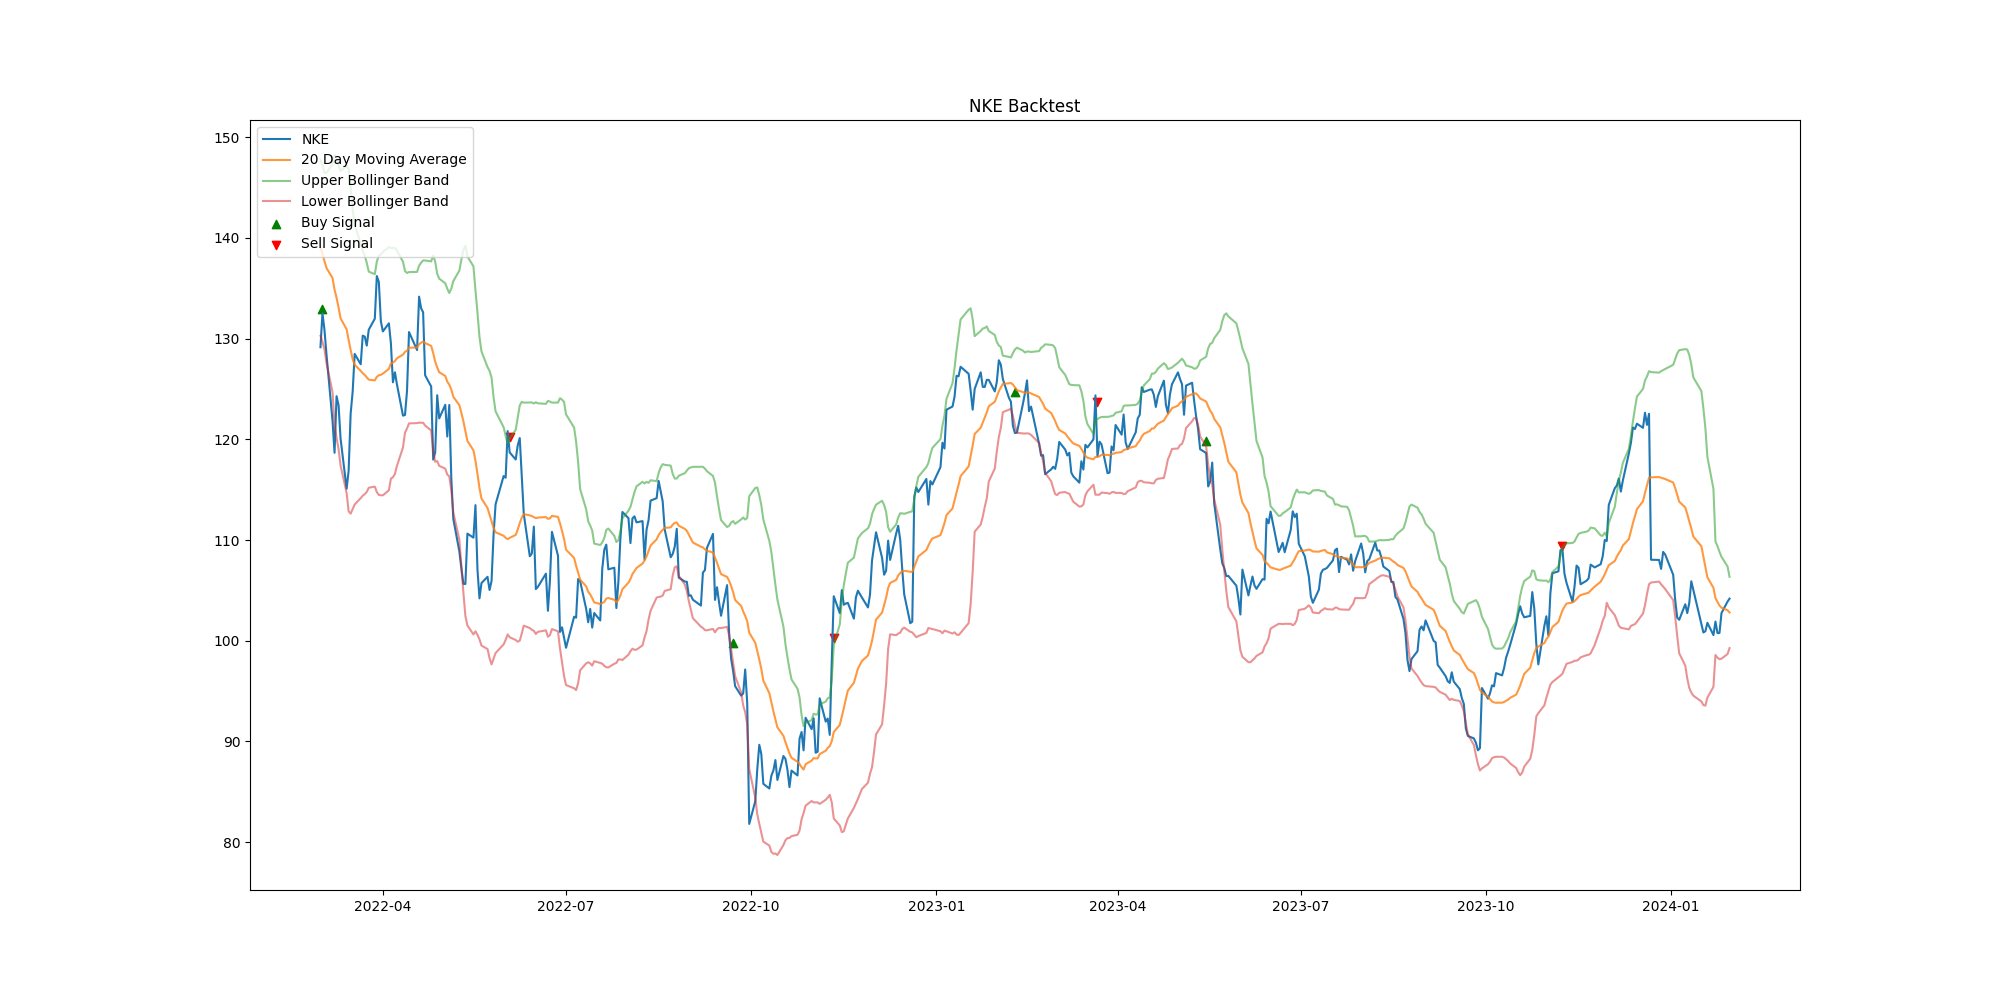 NKE Backtest
NKE
20 Day Moving Average
Upper Bollinger Band
Lower Bollinger Band
Buy Signal
Sell Signal
150
140
130
120
110
100
90
80
2022-04
2022-07
2022-10
2023-01
2023-04
2023-07
2023-10
2024-01